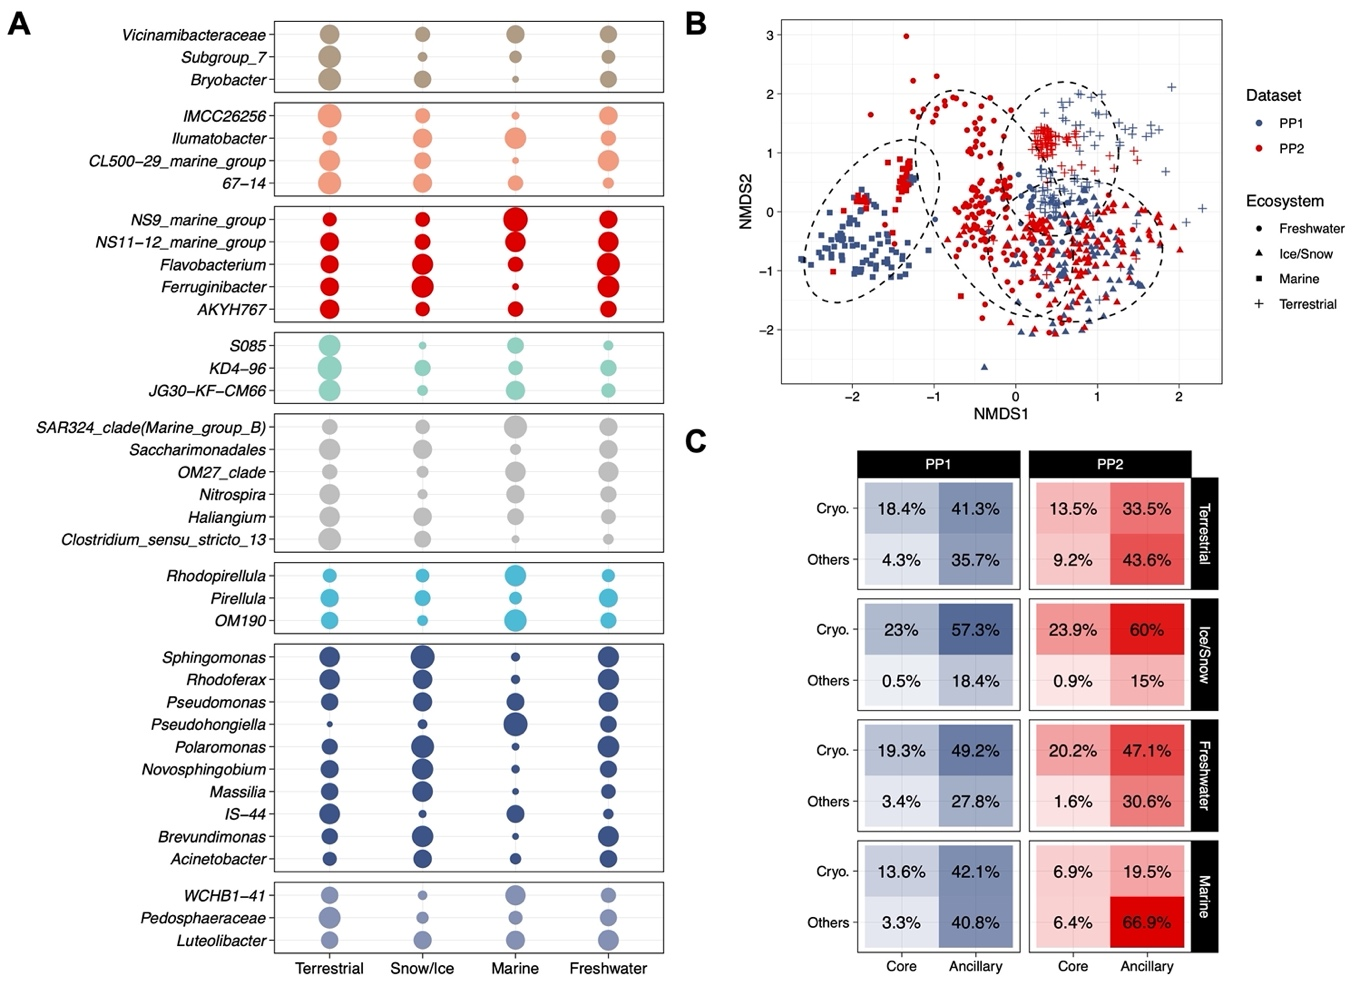 A
Vicinamibacteraceae
Subgroup_7
Bryobacter
IMCC26256
Ilumatobacter
CL500−29_marine_group
67−14
NS9_marine_group
NS11−12_marine_group
Flavobacterium
Ferruginibacter
AKYH767
S085
KD4−96
JG30−KF−CM66
SAR324_clade(Marine_group_B)
Saccharimonadales
OM27_clade
Nitrospira
Haliangium
Clostridium_sensu_stricto_13
Rhodopirellula
Pirellula
OM190
Sphingomonas
Rhodoferax
Pseudomonas
Pseudohongiella
Polaromonas
Novosphingobium
Massilia
IS−44
Brevundimonas
Acinetobacter
WCHB1−41
Pedosphaeraceae
Luteolibacter
Terrestrial Snow/Ice Marine Freshwater
B
NMDS2
3
2
1
0
−1
−2
−2 −1 0 1 2
NMDS1
Dataset
PP1
PP2
Ecosystem
Freshwater
Ice/Snow
Marine
Terrestrial
C
PP1 PP2
Cryo. 18.4% 41.3% 13.5% 33.5%
Others 4.3% 35.7% 9.2% 43.6%
Terrestrial
Cryo. 23% 57.3% 23.9% 60%
Others 0.5% 18.4% 0.9% 15%
Ice/Snow
Cryo. 19.3% 49.2% 20.2% 47.1%
Others 3.4% 27.8% 1.6% 30.6%
Freshwater
Cryo. 13.6% 42.1% 6.9% 19.5%
Others 3.3% 40.8% 6.4% 66.9%
Marine
Core Ancillary Core Ancillary